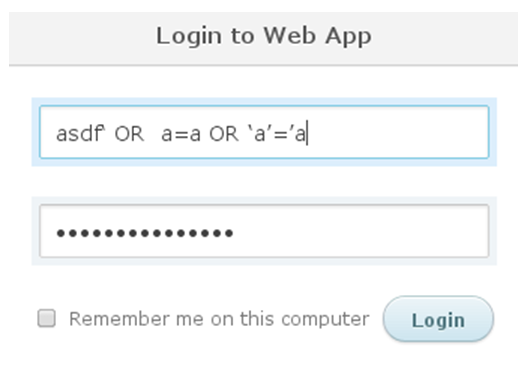 Login to Web App
asdf‘ OR  a=a OR ‘a’=’a
•••••••••••••••
Remember me on this computer
Login